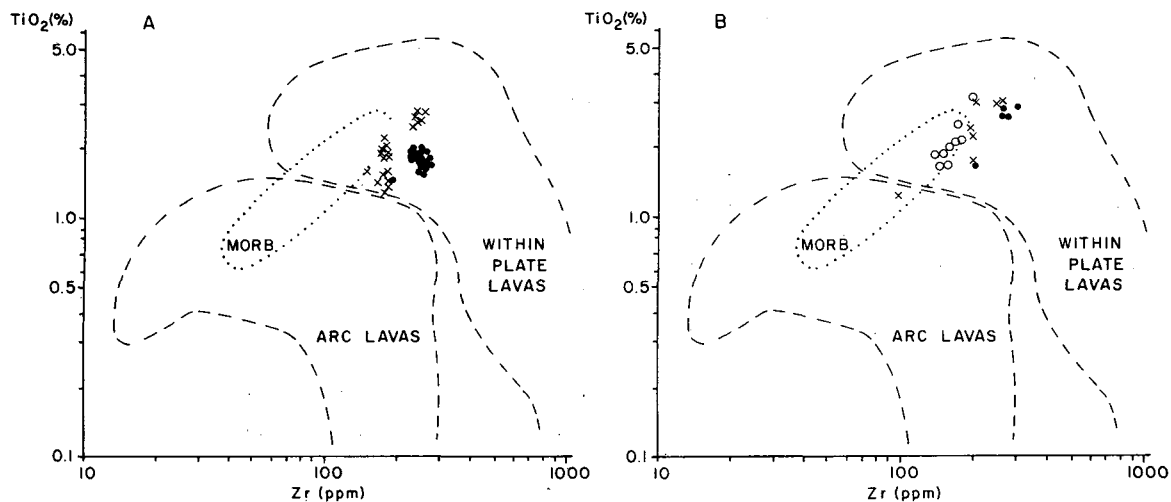 TiO₂(%)
A
5.0
1.0
0.5
0.1
MORB
WITHIN
PLATE
LAVAS
ARC LAVAS
10
100
1000
Zr (ppm)
TiO₂(%)
B
5.0
1.0
0.5
0.1
MORB
WITHIN
PLATE
LAVAS
ARC LAVAS
10
100
1000
Zr (ppm)